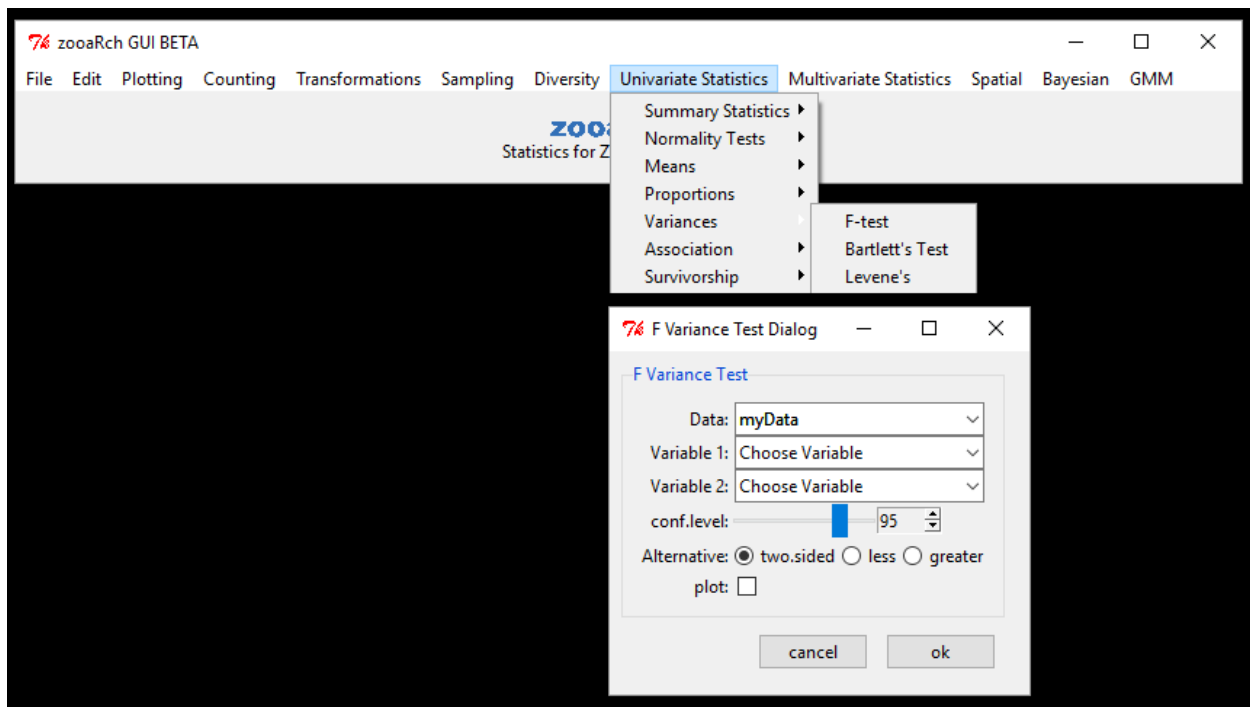 zooaRch GUI BETA
File Edit Plotting Counting Transformations Sampling Diversity Univariate Statistics Multivariate Statistics Spatial Bayesian GMM
zooa
Statistics for Z
Summary Statistics
Normality Tests
Means
Proportions
Variances
Association
Survivorship
F-test
Bartlett's Test
Levene's
F Variance Test Dialog
F Variance Test
Data: myData
Variable 1: Choose Variable
Variable 2: Choose Variable
conf.level: 95
Alternative: two.sided less greater
plot:
cancel ok